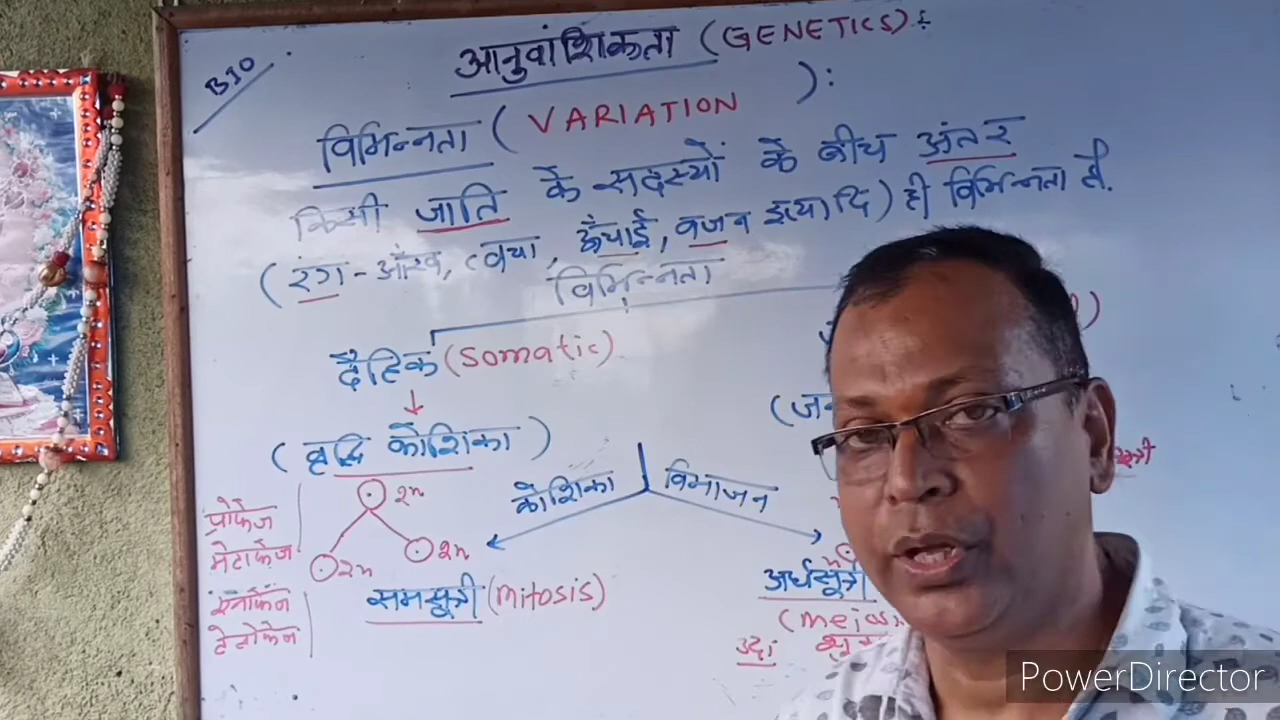 BIO
आनुवांशिकता (GENETICS):
विभिन्नता ( VARIATION ):
किसी जाति के सदस्यों के बीच अंतर
(रंग - आँख, त्वचा, ऊँचाई, वजन इत्यादि) ही विभिन्नता है.
विभिन्नता
दैहिक (somatic)
(वृद्धि कोशिका)
कोशिका विभाजन
2n
2n 2n
प्रोफेज
मेटाफेज
एनाफेज
टेलोफेज
समसूत्री (mitosis)
अर्धसूत्री
(meios
उदा
PowerDirector